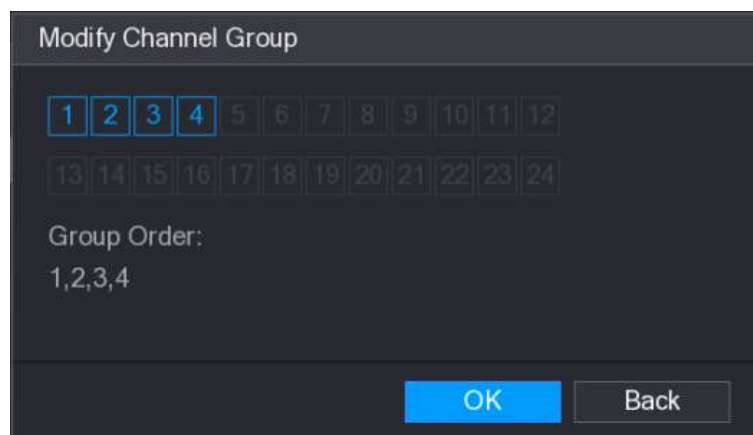 Modify Channel Group
1 2 3 4 5 6 7 8 9 10 11 12
13 14 15 16 17 18 19 20 21 22 23 24
Group Order:
1,2,3,4
OK Back